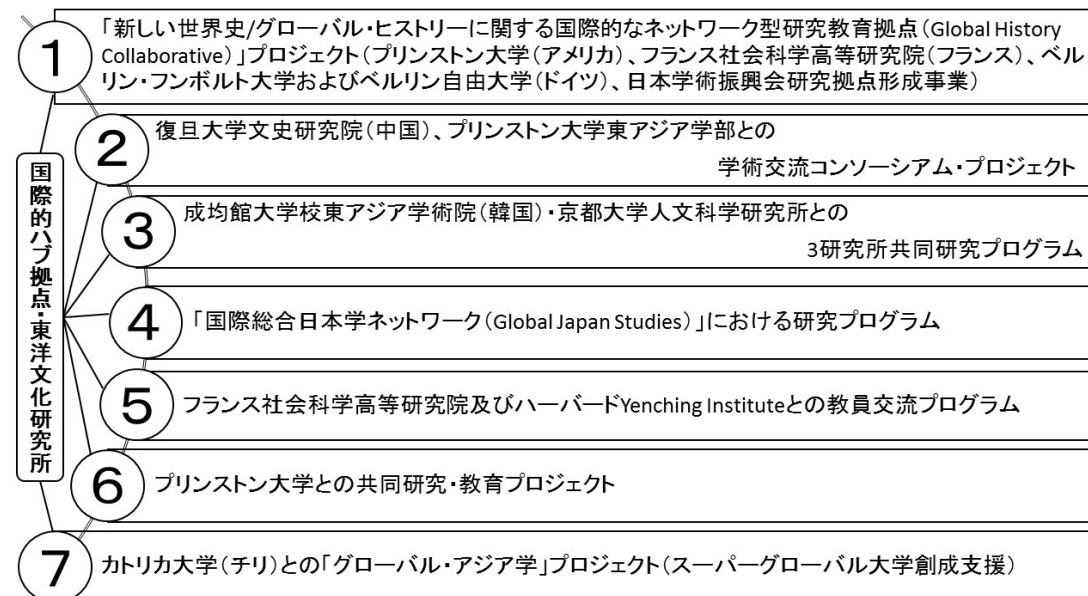 国際的ハブ拠点・東洋文化研究所
1
「新しい世界史/グローバル・ヒストリーに関する国際的なネットワーク型研究教育拠点(Global History
Collaborative)」プロジェクト(プリンストン大学(アメリカ)、フランス社会科学高等研究院(フランス)、ベル
リン・フンボルト大学およびベルリン自由大学(ドイツ)、日本学術振興会研究拠点形成事業)
2
復旦大学文史研究院(中国)、プリンストン大学東アジア学部との
学術交流コンソーシアム・プロジェクト
3
成均館大学校東アジア学術院(韓国)・京都大学人文科学研究所との
3研究所共同研究プログラム
4
「国際総合日本学ネットワーク(Global Japan Studies)」における研究プログラム
5
フランス社会科学高等研究院及びハーバードYenching Instituteとの教員交流プログラム
6
プリンストン大学との共同研究・教育プロジェクト
7
カトリカ大学(チリ)との「グローバル・アジア学」プロジェクト(スーパーグローバル大学創成支援)